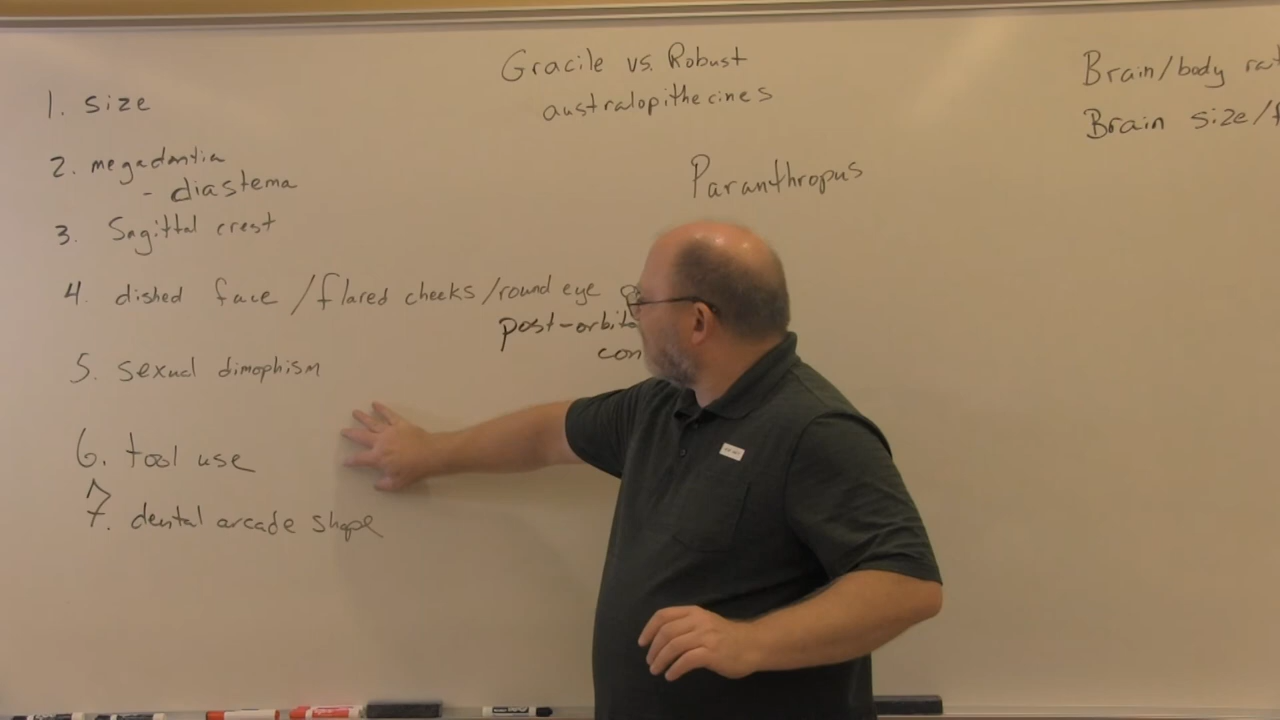 Gracile vs. Robust
australopithecines
Paranthropus
1. size
2. megadontia
- diastema
3. Sagittal crest
4. dished face /flared cheeks /round eye
post-orbita
con
5. sexual dimophism
6. tool use
7. dental arcade shape
Brain/body rat
Brain size/